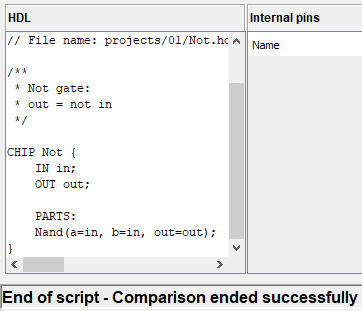 HDL
Internal pins
// File name: projects/01/Not.hd
Name
/**
 * Not gate:
 * out = not in
 */
CHIP Not {
    IN in;
    OUT out;
    PARTS:
    Nand(a=in, b=in, out=out);
}
End of script - Comparison ended successfully